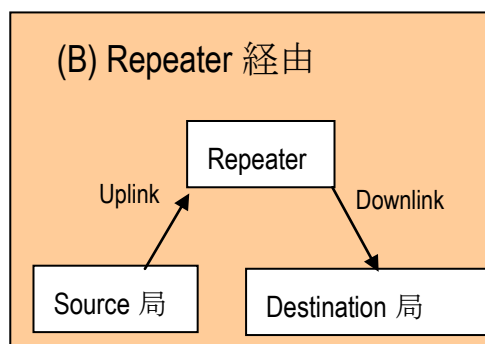 (B) Repeater 経由
Repeater
Uplink
Downlink
Source 局
Destination 局